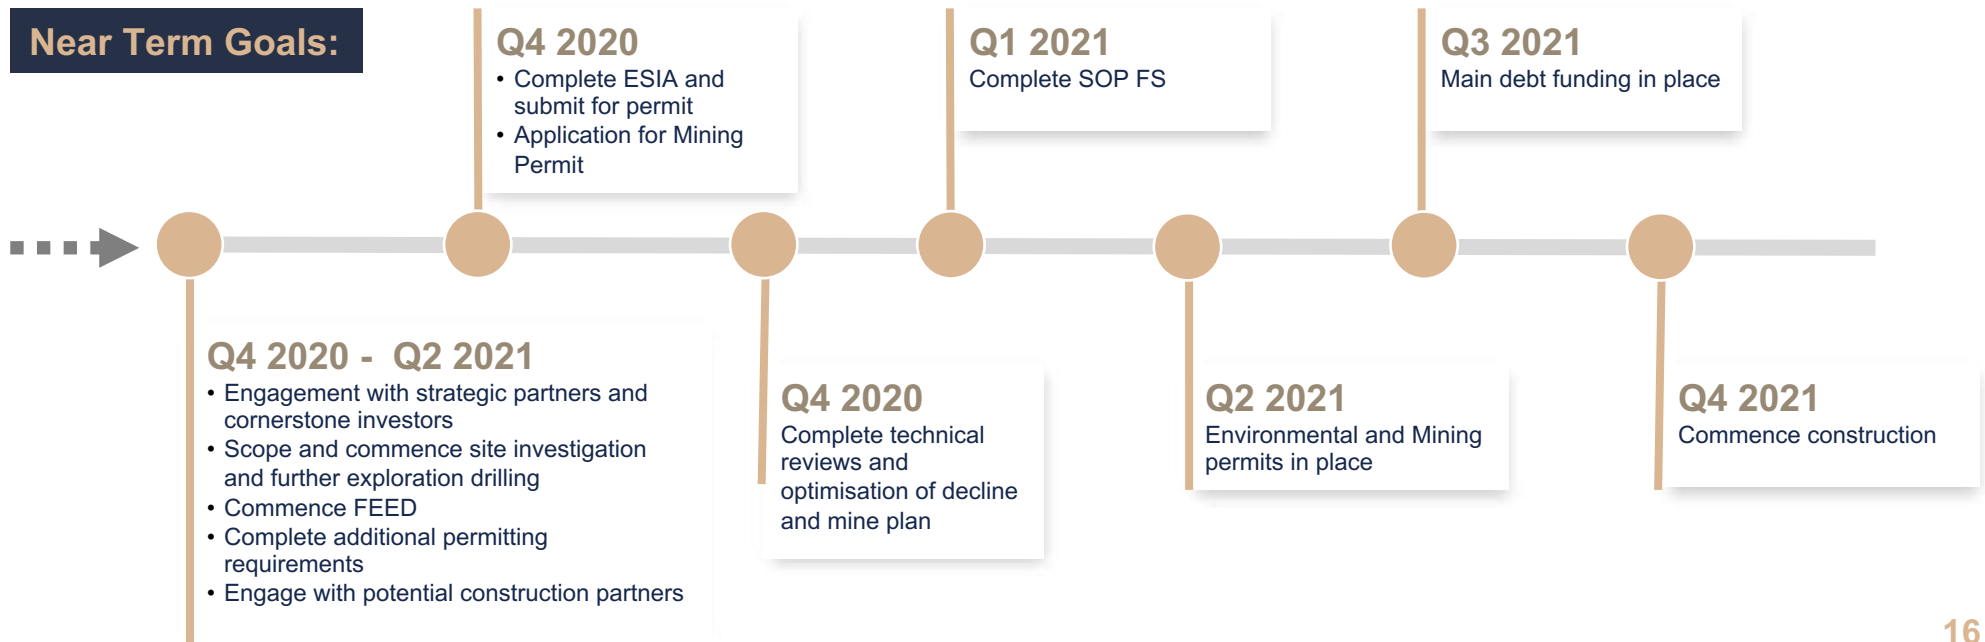 Near Term Goals:
Q4 2020
• Complete ESIA and
submit for permit
• Application for Mining
Permit
Q1 2021
Complete SOP FS
Q3 2021
Main debt funding in place
Q4 2020 - Q2 2021
• Engagement with strategic partners and
cornerstone investors
• Scope and commence site investigation
and further exploration drilling
• Commence FEED
• Complete additional permitting
requirements
• Engage with potential construction partners
Q4 2020
Complete technical
reviews and
optimisation of decline
and mine plan
Q2 2021
Environmental and Mining
permits in place
Q4 2021
Commence construction
16